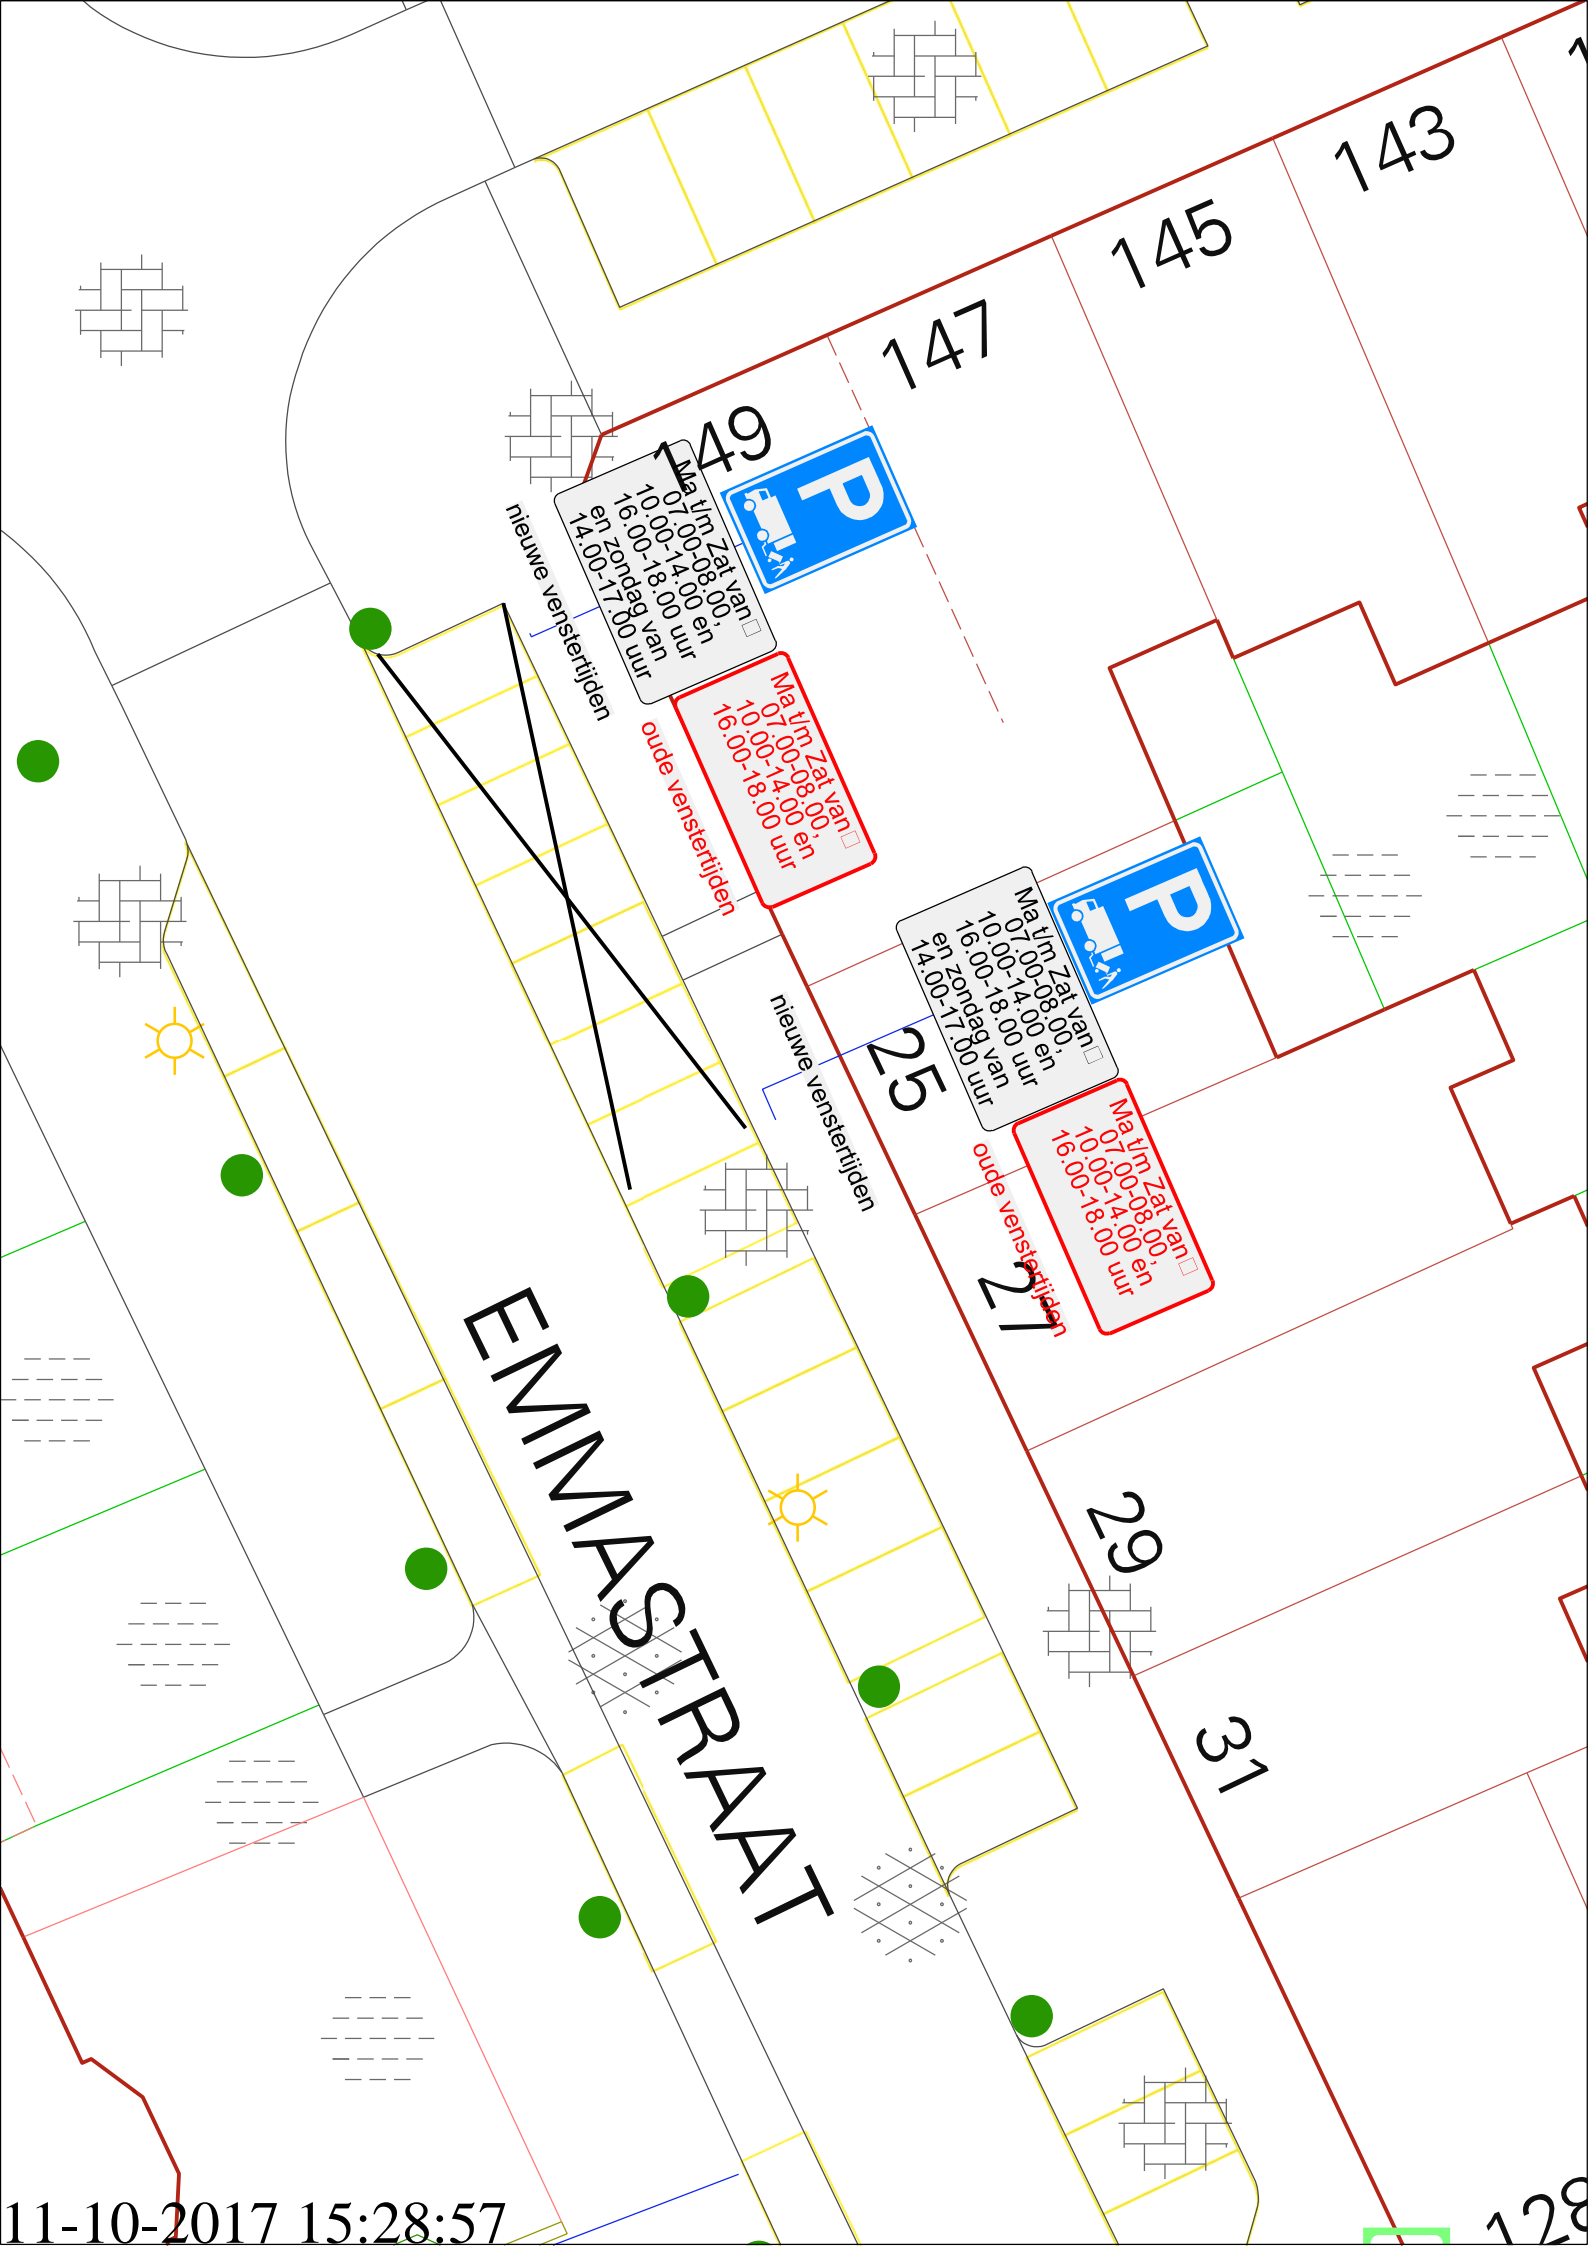 143
145
147
149
P
Ma t/m Zat van
07.00-08.00,
10.00-14.00 en
16.00-18.00 uur
en zondag van
14.00-17.00 uur
nieuwe venstertijden
Ma t/m Zat van
07.00-08.00,
10.00-14.00 en
16.00-18.00 uur
oude venstertijden
P
Ma t/m Zat van
07.00-08.00,
10.00-14.00 en
16.00-18.00 uur
en zondag van
14.00-17.00 uur
nieuwe venstertijden
25
Ma t/m Zat van
07.00-08.00,
10.00-14.00 en
16.00-18.00 uur
oude venstertijden
27
EMMASTRAAT
29
31
128
11-10-2017 15:28:57